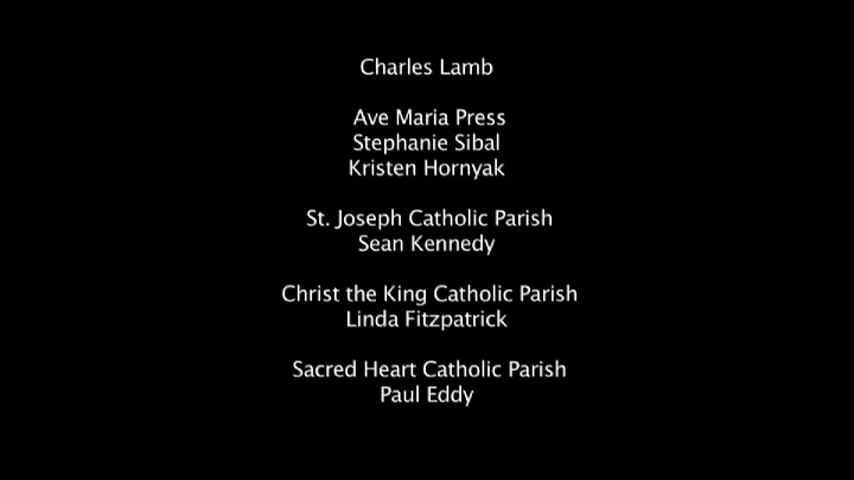 Charles Lamb
Ave Maria Press
Stephanie Sibal
Kristen Hornyak
St. Joseph Catholic Parish
Sean Kennedy
Christ the King Catholic Parish
Linda Fitzpatrick
Sacred Heart Catholic Parish
Paul Eddy